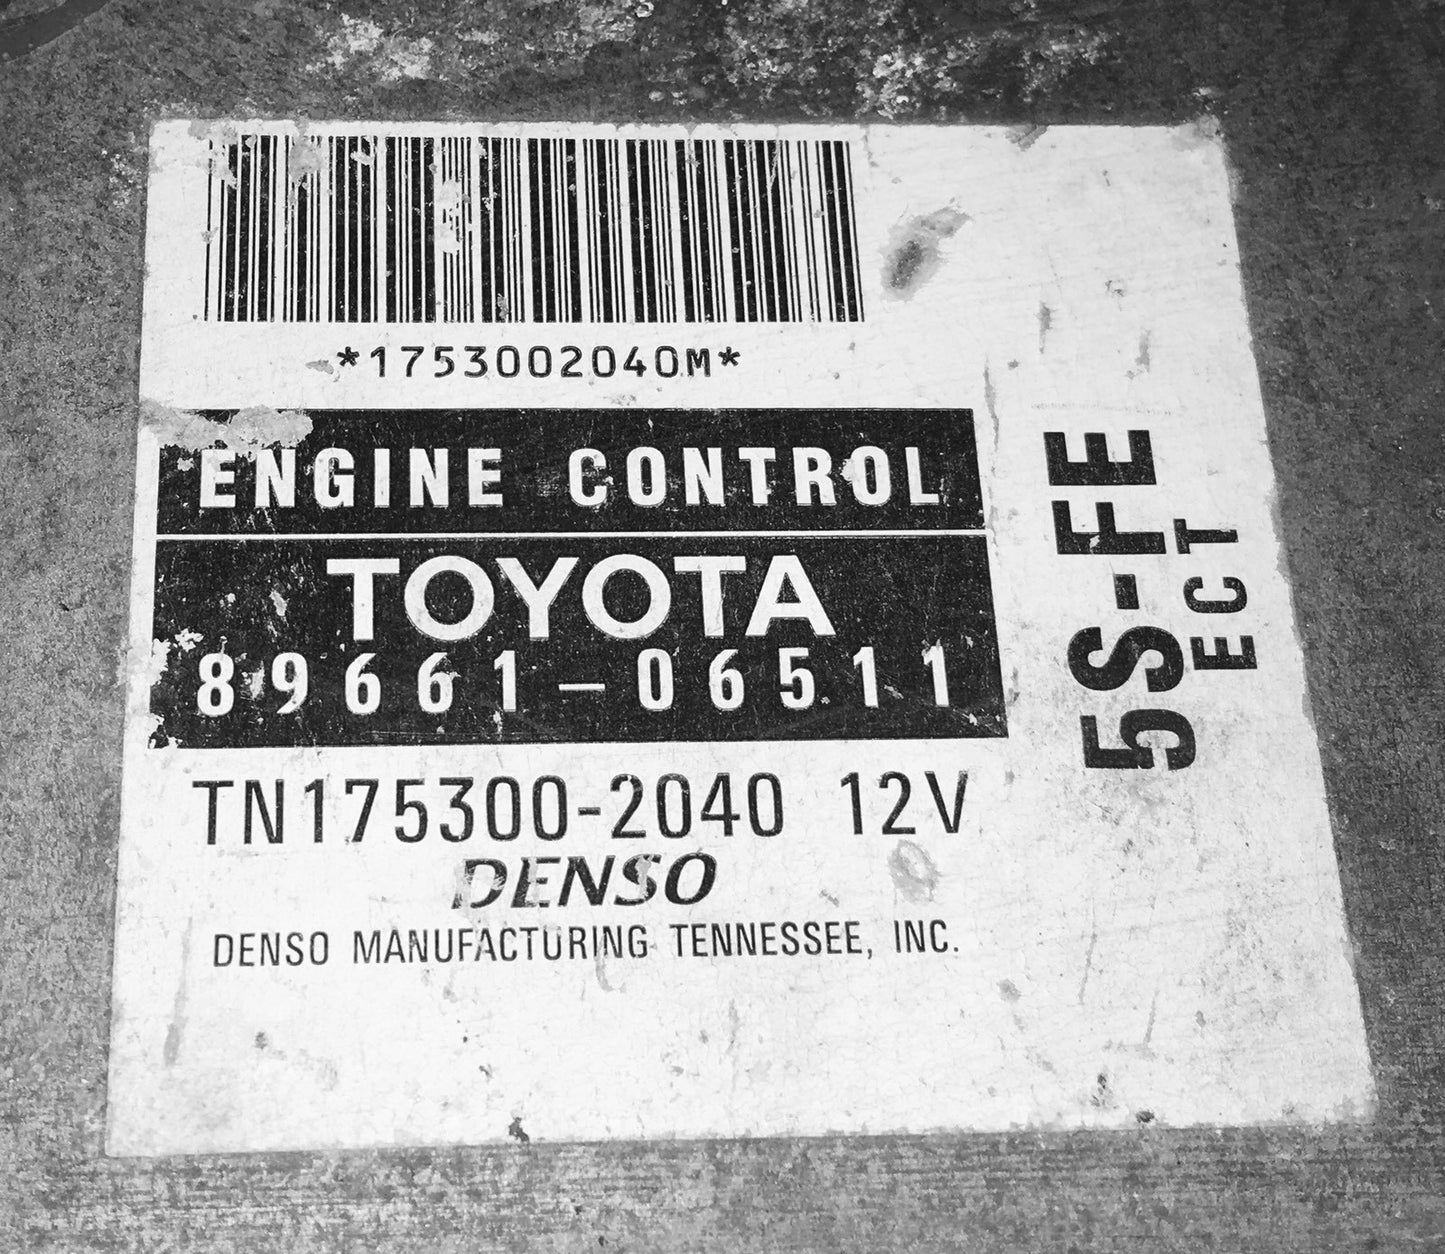 *1753002040M*
ENGINE CONTROL
TOYOTA
89661-06511
TN175300-2040 12V
DENSO
DENSO MANUFACTURING TENNESSEE, INC.
5S-FE
ECT